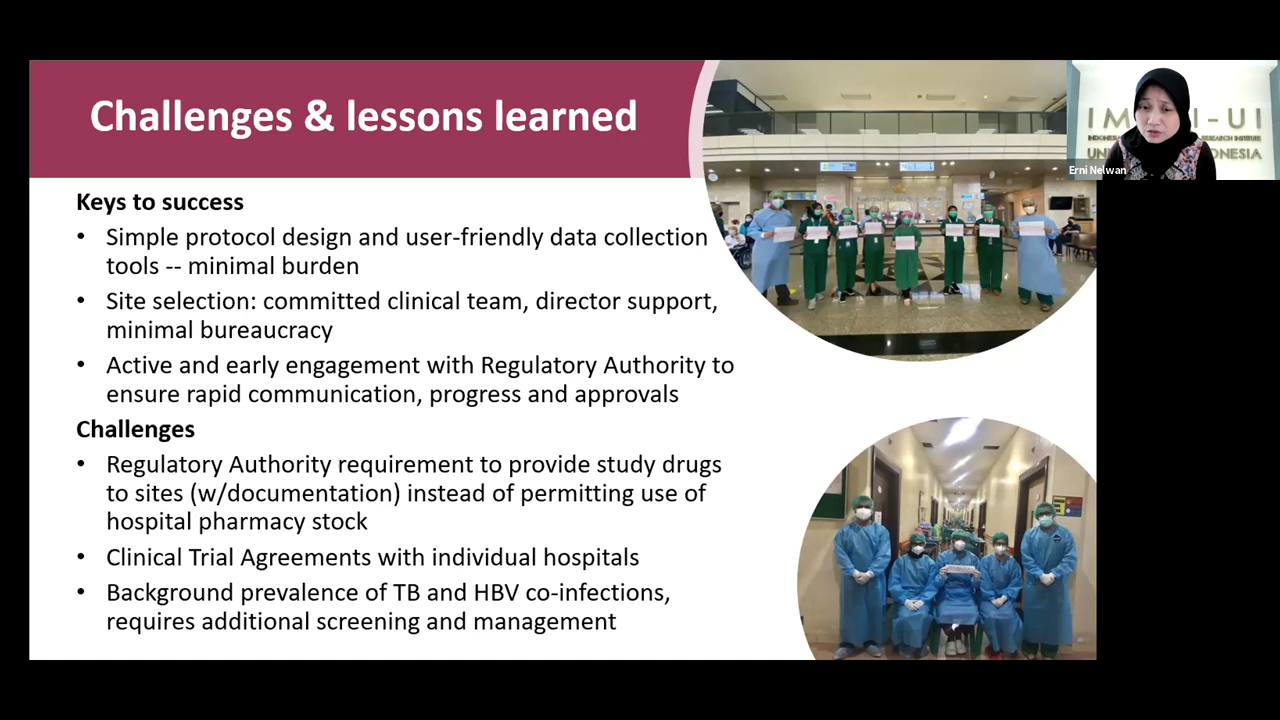 Challenges & lessons learned
Keys to success
• Simple protocol design and user-friendly data collection
tools -- minimal burden
• Site selection: committed clinical team, director support,
minimal bureaucracy
• Active and early engagement with Regulatory Authority to
ensure rapid communication, progress and approvals
Challenges
• Regulatory Authority requirement to provide study drugs
to sites (w/documentation) instead of permitting use of
hospital pharmacy stock
• Clinical Trial Agreements with individual hospitals
• Background prevalence of TB and HBV co-infections,
requires additional screening and management
Erni Nelwan